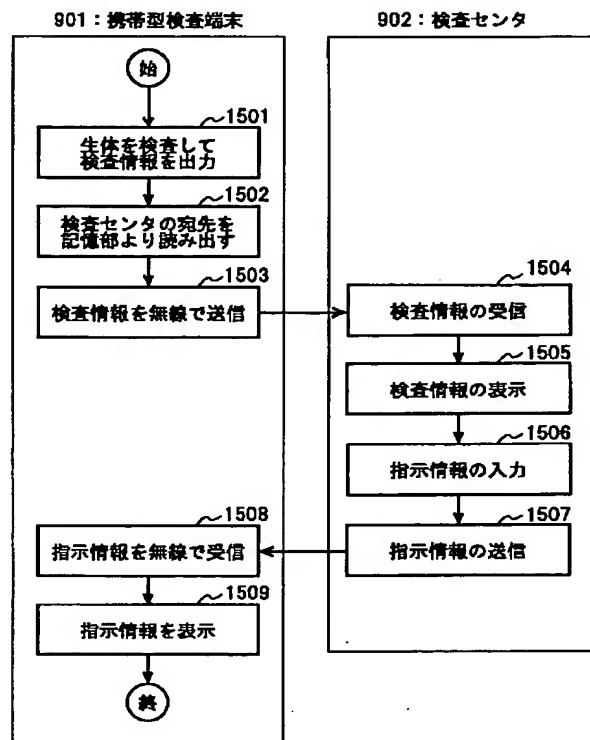 901：携帯型検査端末
902：検査センタ
始
1501
生体を検査して
検査情報を出力
1502
検査センタの宛先を
記憶部より読み出す
1503
検査情報を無線で送信
1504
検査情報の受信
1505
検査情報の表示
1506
指示情報の入力
1507
指示情報の送信
1508
指示情報を無線で受信
1509
指示情報を表示
終